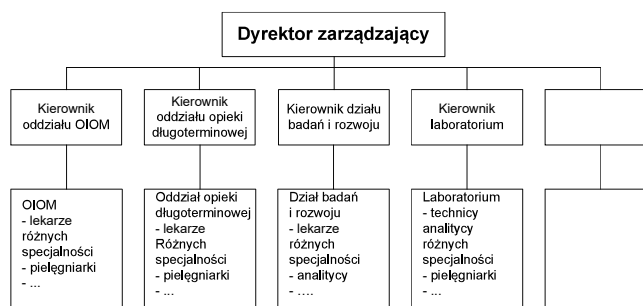 Dyrektor zarządzający
Kierownik
oddziału OIOM
Kierownik
oddziału opieki
długoterminowej
Kierownik działu
badań i rozwoju
Kierownik
laboratorium
OIOM
- lekarze
różnych
specjalności
- pielęgniarki
- ...
Oddział opieki
długoterminowej
- lekarze
Różnych
specjalności
- pielęgniarki
- ...
Dział badań
i rozwoju
- lekarze
różnych
specjalności
- analitycy
- ....
Laboratorium
- technicy
analitycy
różnych
specjalności
- pielęgniarki
- ...